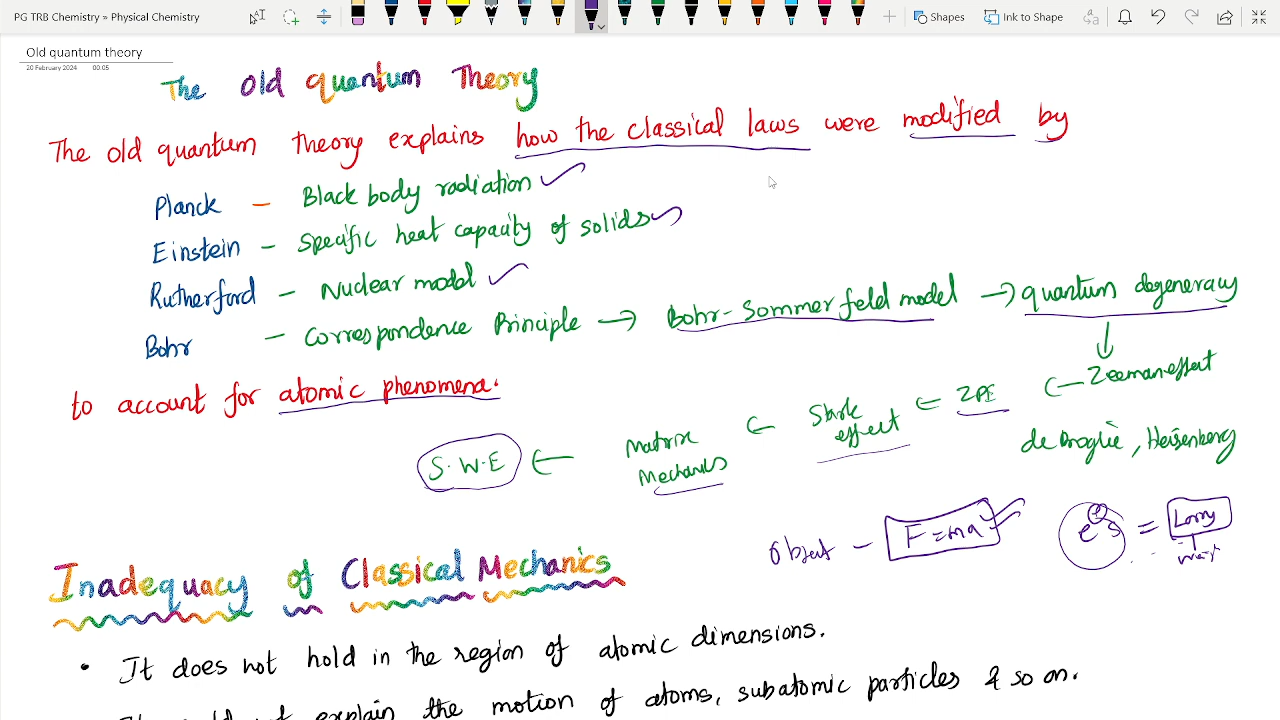 PG TRB Chemistry » Physical Chemistry
Shapes
Ink to Shape
Old quantum theory
20 February 2024 00:05
The Old quantum Theory
The old quantum Theory explains how the classical laws were modified by
Planck – Black body radiation
Einstein – Specific heat capacity of solids
Rutherford – Nuclear model
Bohr – Correspondence Principle → Bohr-Sommerfeld model → quantum degeneracy
to account for atomic phenomena.
S.W.E ← Matrix Mechanics ← Stark effect ← ZPE ← Zeeman effect
de Broglie, Heisenberg
Object – F=ma
e⁻s = Lorry
Inadequacy of Classical Mechanics
• It does not hold in the region of atomic dimensions.
explain the motion of atoms, subatomic particles & so on.